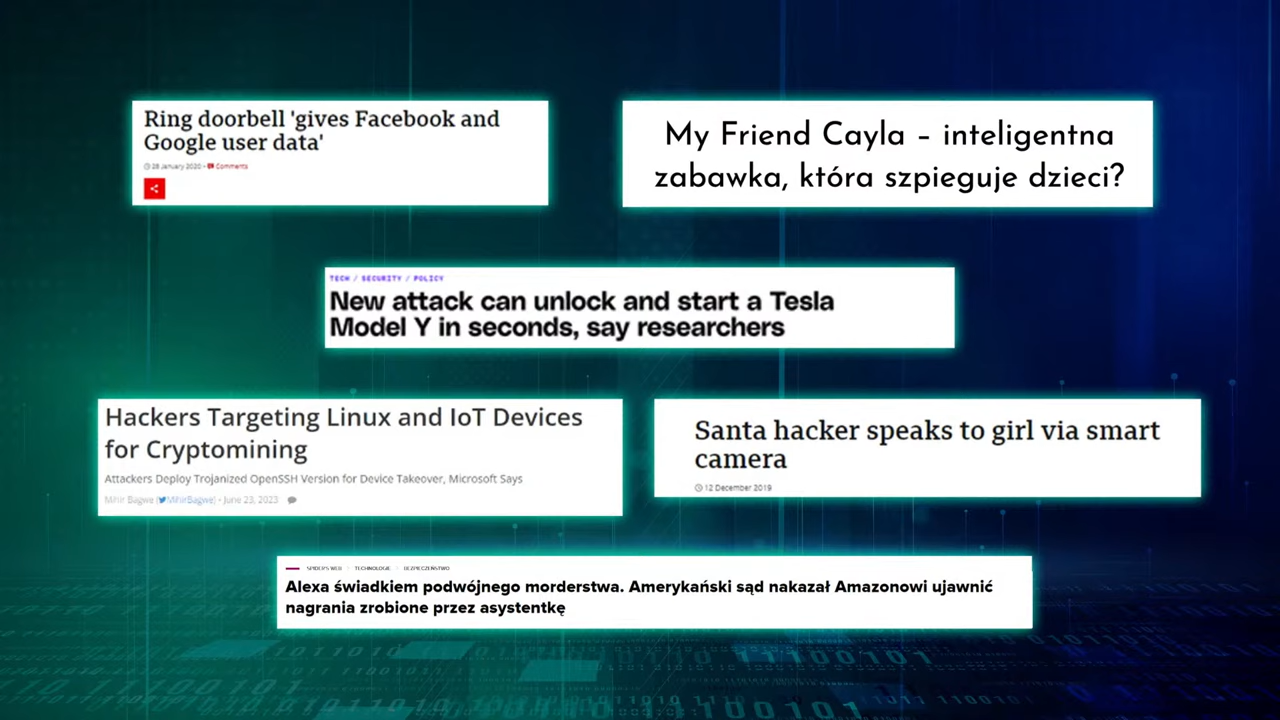 Ring doorbell 'gives Facebook and
Google user data'
28 January 2020 • Comments
My Friend Cayla – inteligentna
zabawka, która szpieguje dzieci?
TECH / SECURITY / POLICY
New attack can unlock and start a Tesla
Model Y in seconds, say researchers
Hackers Targeting Linux and IoT Devices
for Cryptomining
Attackers Deploy Trojanized OpenSSH Version for Device Takeover, Microsoft Says
Mihir Bagwe (MihirBagwe) • June 23, 2023
Santa hacker speaks to girl via smart
camera
12 December 2019
SPIDER'S WEB TECHNOLOGIE BEZPIECZEŃSTWO
Alexa świadkiem podwójnego morderstwa. Amerykański sąd nakazał Amazonowi ujawnić
nagrania zrobione przez asystentkę